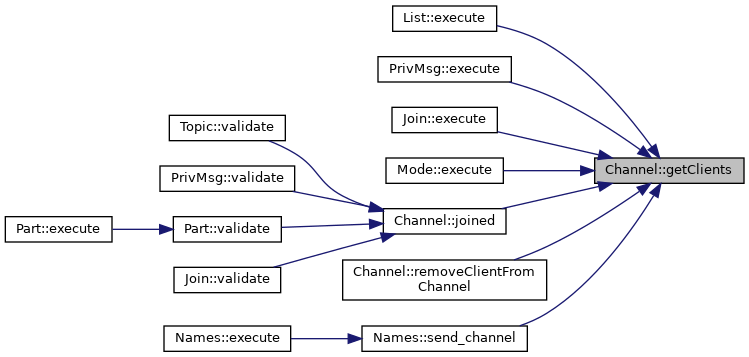 List::execute
PrivMsg::execute
Join::execute
Topic::validate
Mode::execute
Channel::getClients
PrivMsg::validate
Channel::joined
Part::execute
Part::validate
Join::validate
Channel::removeClientFrom
Channel
Names::execute
Names::send_channel